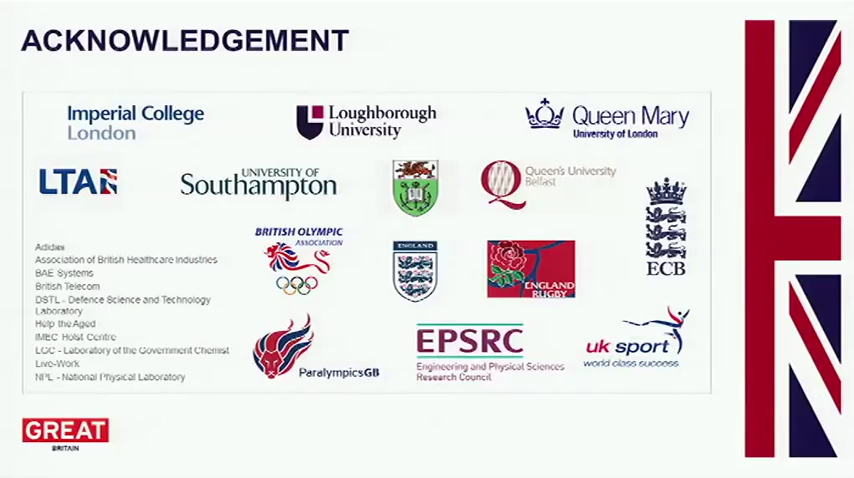 ACKNOWLEDGEMENT
Imperial College
London
Loughborough
University
Queen Mary
University of London
LTA
UNIVERSITY OF
Southampton
Queen's University
Belfast
ECB
BRITISH OLYMPIC
ASSOCIATION
ENGLAND
ENGLAND
RUGBY
Adidas
Association of British Healthcare Industries
BAE Systems
British Telecom
DSTL - Defence Science and Technology
Laboratory
Help the Aged
IMEC Holst Centre
LGC - Laboratory of the Government Chemist
Live-Work
NPL - National Physical Laboratory
ParalympicsGB
EPSRC
Engineering and Physical Sciences
Research Council
uk sport
world class success
GREAT
BRITAIN